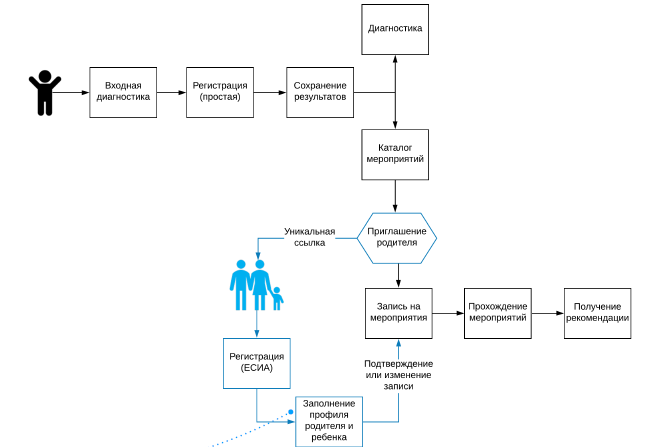 Диагностика
Входная
диагностика
Регистрация
(простая)
Сохранение
результатов
Каталог
мероприятий
Уникальная
ссылка
Приглашение
родителя
Запись на
мероприятия
Прохождение
мероприятий
Получение
рекомендации
Регистрация
(ЕСИА)
Подтверждение
или изменение
записи
Заполнение
профиля
родителя и
ребенка